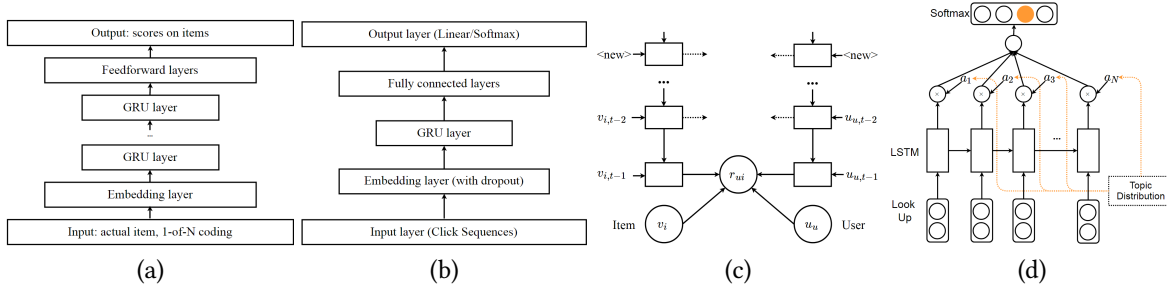 Output: scores on items
Feedforward layers
GRU layer
...
GRU layer
Embedding layer
Input: actual item, 1-of-N coding
(a)
Output layer (Linear/Softmax)
Fully connected layers
GRU layer
Embedding layer (with dropout)
Input layer (Click Sequences)
(b)
<new> <new>
... ...
v_{i,t-2} u_{u,t-2}
v_{i,t-1} r_{ui} u_{u,t-1}
Item v_i u_u User
(c)
Softmax
a_1 a_2 a_3 a_N
× × × ×
LSTM ...
Topic
Distribution
Look
Up
(d)